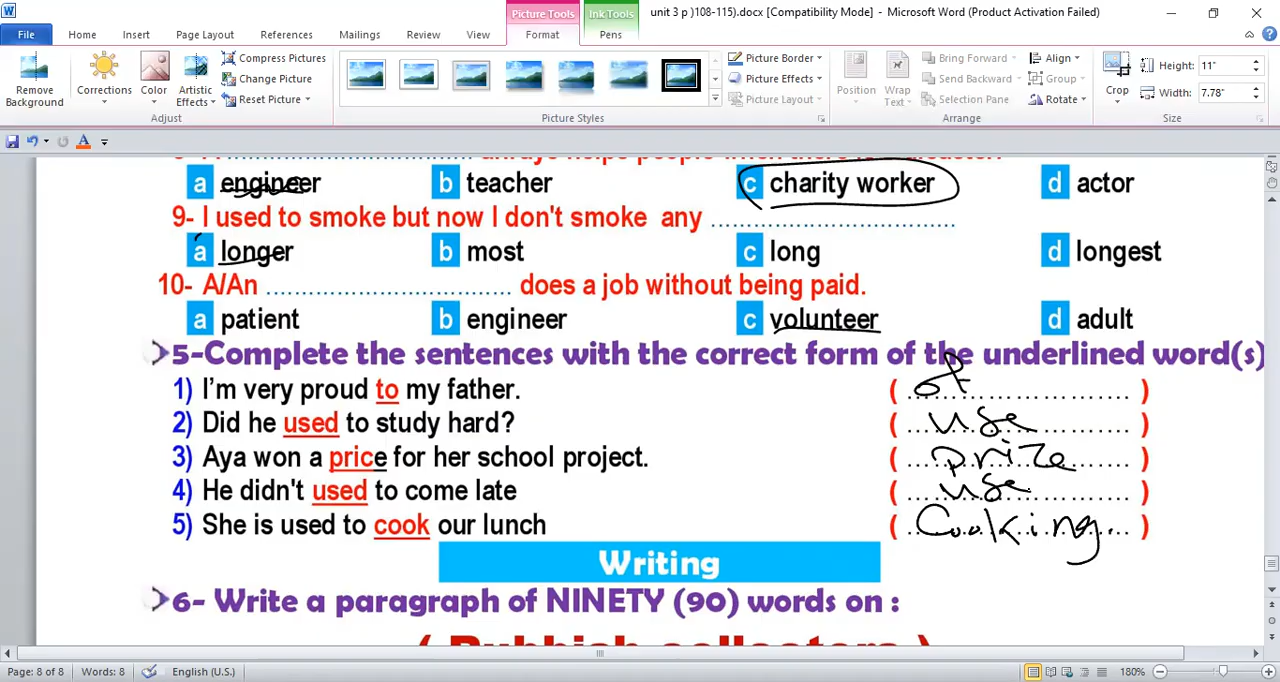 Picture Tools
Ink Tools
unit 3 p )108-115).docx [Compatibility Mode] - Microsoft Word (Product Activation Failed)
File Home Insert Page Layout References Mailings Review View Format Pens
Remove Background
Corrections
Color
Artistic Effects
Compress Pictures
Change Picture
Reset Picture
Adjust
Picture Border
Picture Effects
Picture Layout
Picture Styles
Position
Wrap Text
Bring Forward
Send Backward
Selection Pane
Align
Group
Rotate
Arrange
Crop
Height: 11"
Width: 7.78"
Size
always helps people when there is
a engineer b teacher c charity worker d actor
9- I used to smoke but now I don't smoke any ....................................
a longer b most c long d longest
10- A/An .................................... does a job without being paid.
a patient b engineer c volunteer d adult
5-Complete the sentences with the correct form of the underlined word(s)
1) I'm very proud to my father. ( of )
2) Did he used to study hard? ( use )
3) Aya won a price for her school project. ( prize )
4) He didn't used to come late ( use )
5) She is used to cook our lunch ( Cooking. )
Writing
6- Write a paragraph of NINETY (90) words on :
( Rubbish collectors )
Page: 8 of 8 Words: 8 English (U.S.) 180%